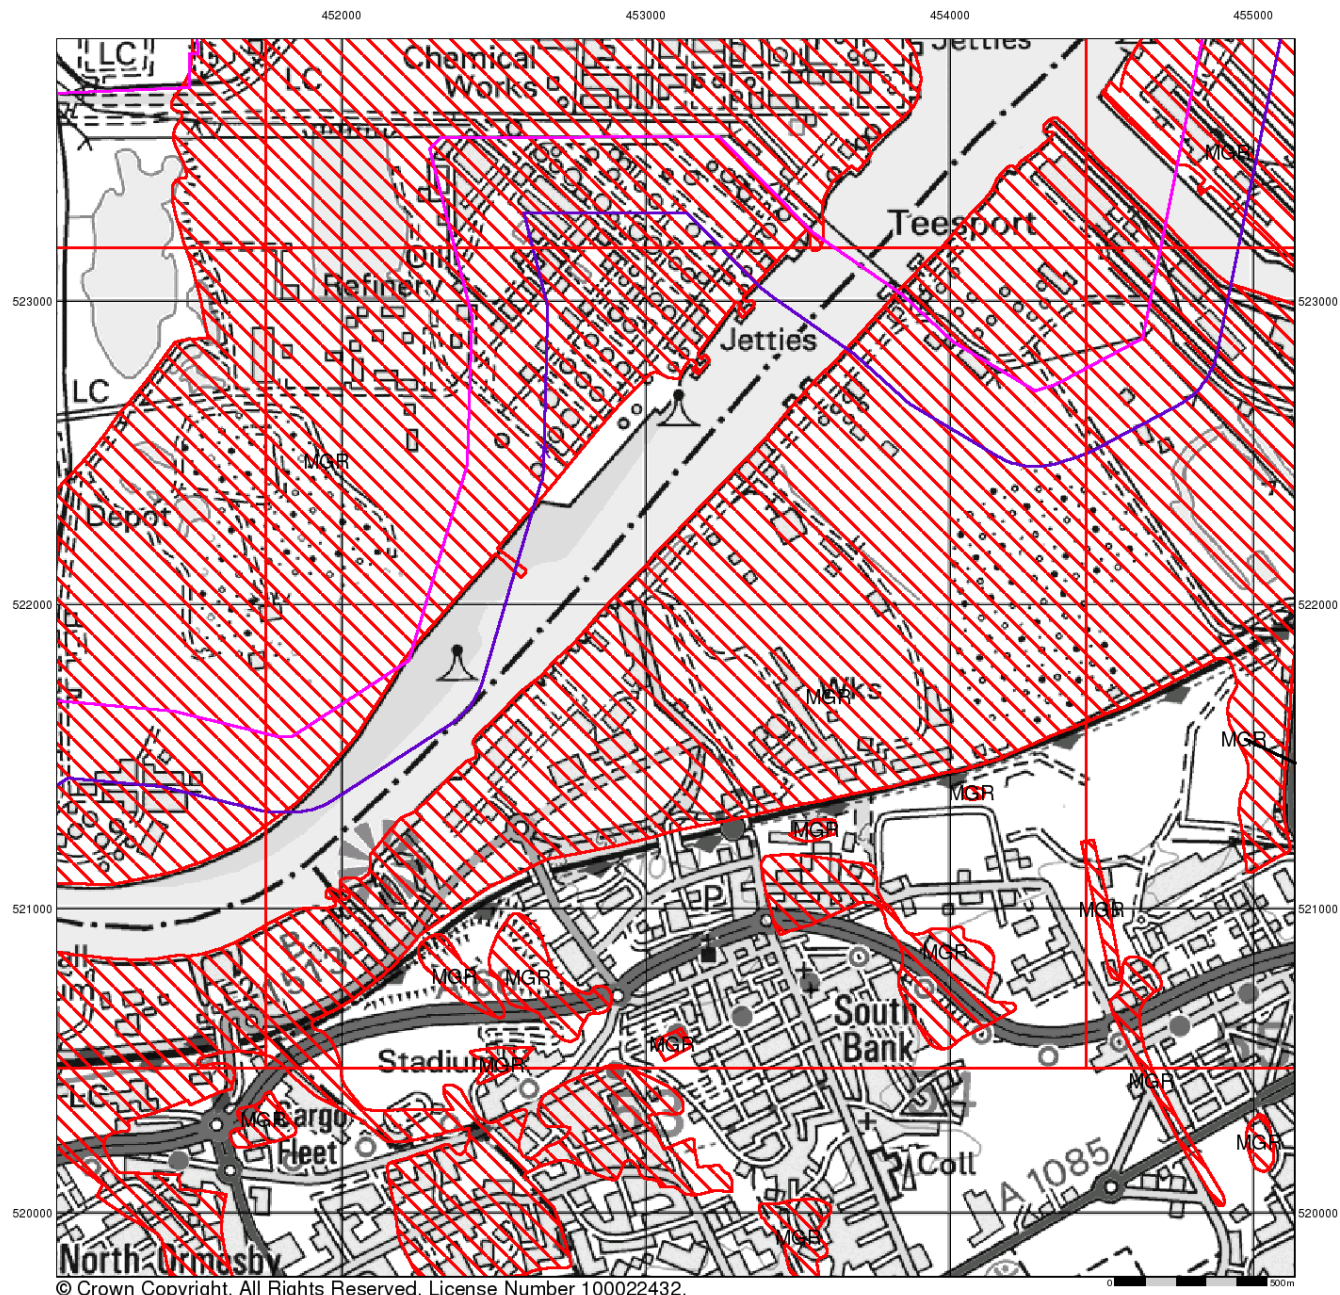 452000 453000 454000 455000
LC
LC
Chemical
Works
Oil
Jetties
MGR
Teesport
Oil
Refinery
523000 523000
Jetties
LC
MGR
Depot
522000 522000
Wks
MGR
MGR
MGR
MGR
521000 521000
MGR
P
MGR
MGR
MGR
South
Bank
MGR
Stadium
MGR
MGR
LC
MGR
Cargo
Fleet
MGR
Coll
A 1085
520000 520000
MGR
North Ormesby
© Crown Copyright. All Rights Reserved. License Number 100022432.
0 500m